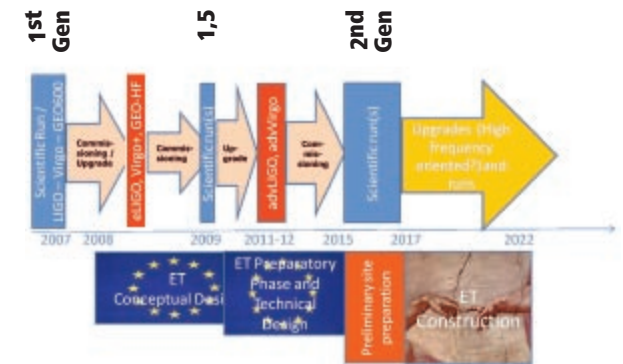 1st
Gen
1,5
2nd
Gen
Scientific Run /
LIGO – Virgo – GEO600
Commis-
sioning /
Upgrade
eLIGO, Virgo+, GEO-HF
Commis-
sioning
Scientific run(s)
Up-
grade
advLIGO, advVirgo
Com-
mis-
sioning
Scientific run(s)
Upgrades (High
frequency
oriented?) and
runs
2007 2008 2009 2011-12 2015 2017 2022
ET
Conceptual Desi
ET Preparatory
Phase and
Technical
Design
Preliminary site
preparation
ET
Construction